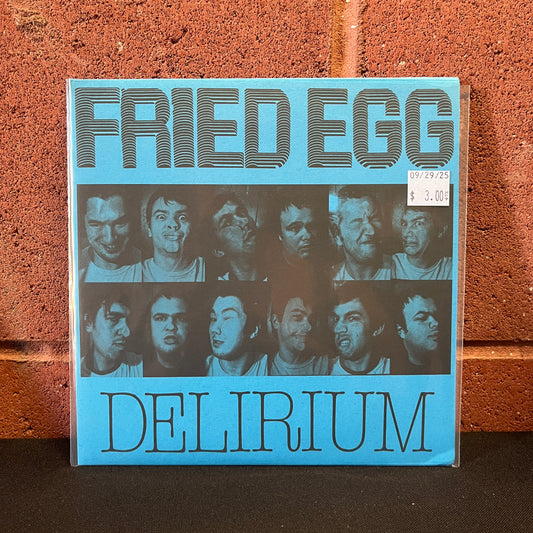 FRIED EGG
09/29/25
$ 3.00
DELIRIUM